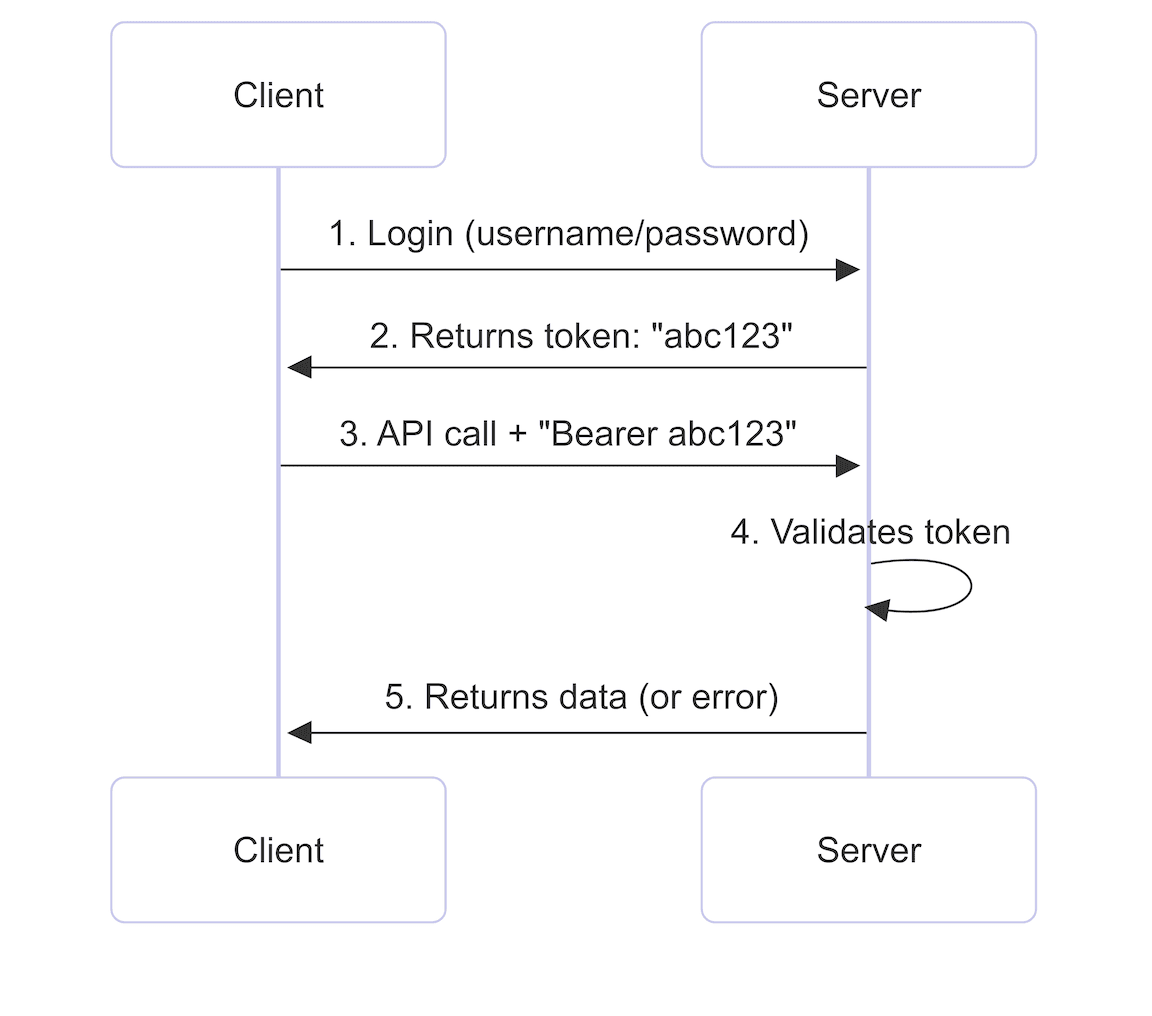 Client
Server
1. Login (username/password)
2. Returns token: "abc123"
3. API call + "Bearer abc123"
4. Validates token
5. Returns data (or error)
Client
Server